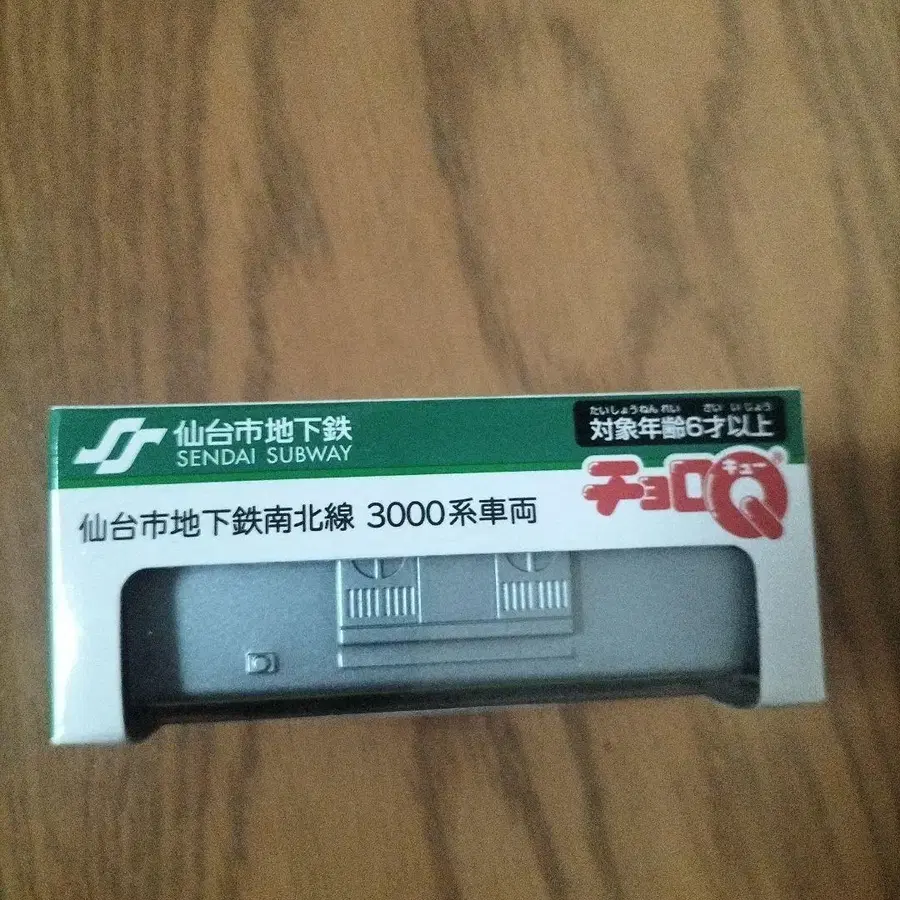 仙台市地下鉄
SENDAI SUBWAY
たいしょうねんれい さいいじょう
対象年齢6才以上
チョロQ
キュー
®
仙台市地下鉄南北線 3000系車両